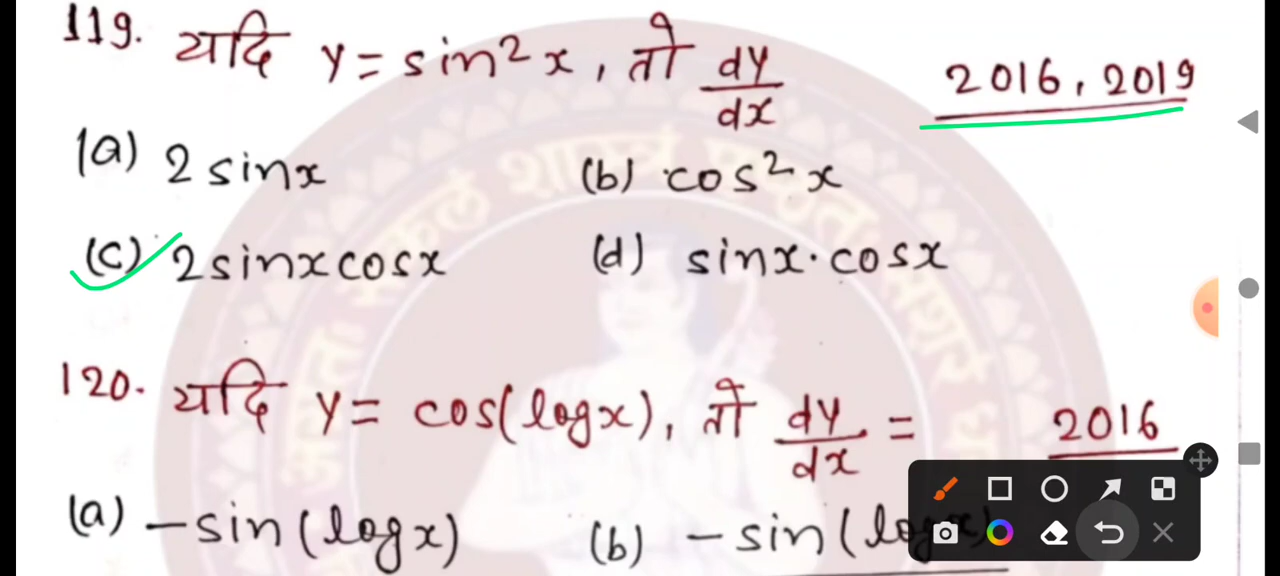 119. यदि y = sin²x, तो dy/dx
2016, 2019
(a) 2 sinx (b) cos²x
(c) 2sinxcosx (d) sinx·cosx
120. यदि y = cos(logx), तो dy/dx =
2016
(a) −sin(logx) (b) −sin(logx)